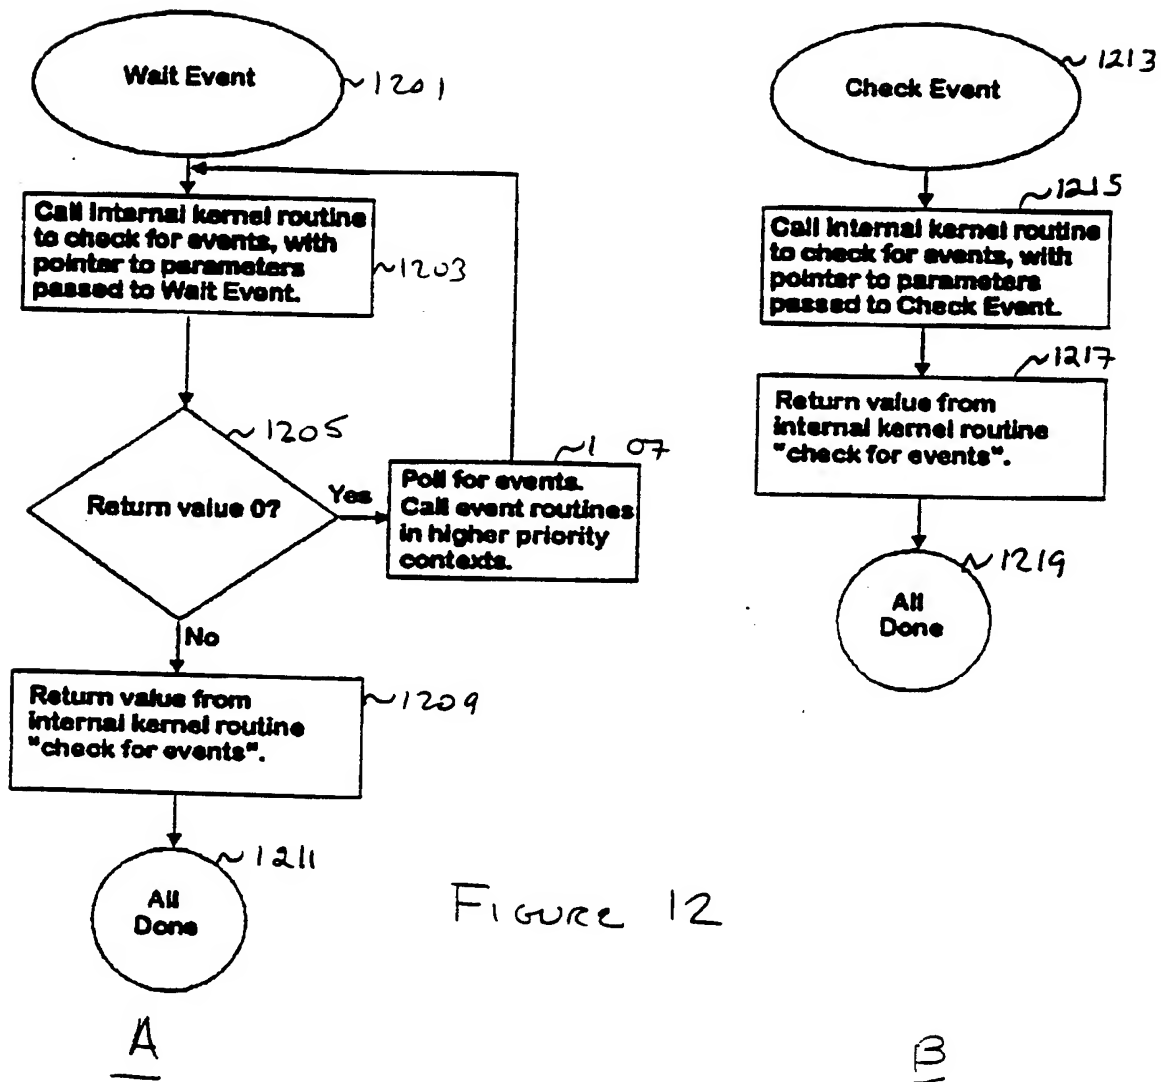 Wait Event
1201
Call internal kernel routine
to check for events, with
pointer to parameters
passed to Wait Event.
1203
Return value 0?
1205
Yes
Poll for events.
Call event routines
in higher priority
contexts.
1 07
No
Return value from
internal kernel routine
"check for events".
1209
All
Done
1211
A
Check Event
1213
Call internal kernel routine
to check for events, with
pointer to parameters
passed to Check Event.
1215
Return value from
internal kernel routine
"check for events".
1217
All
Done
1219
B
FIGURE 12